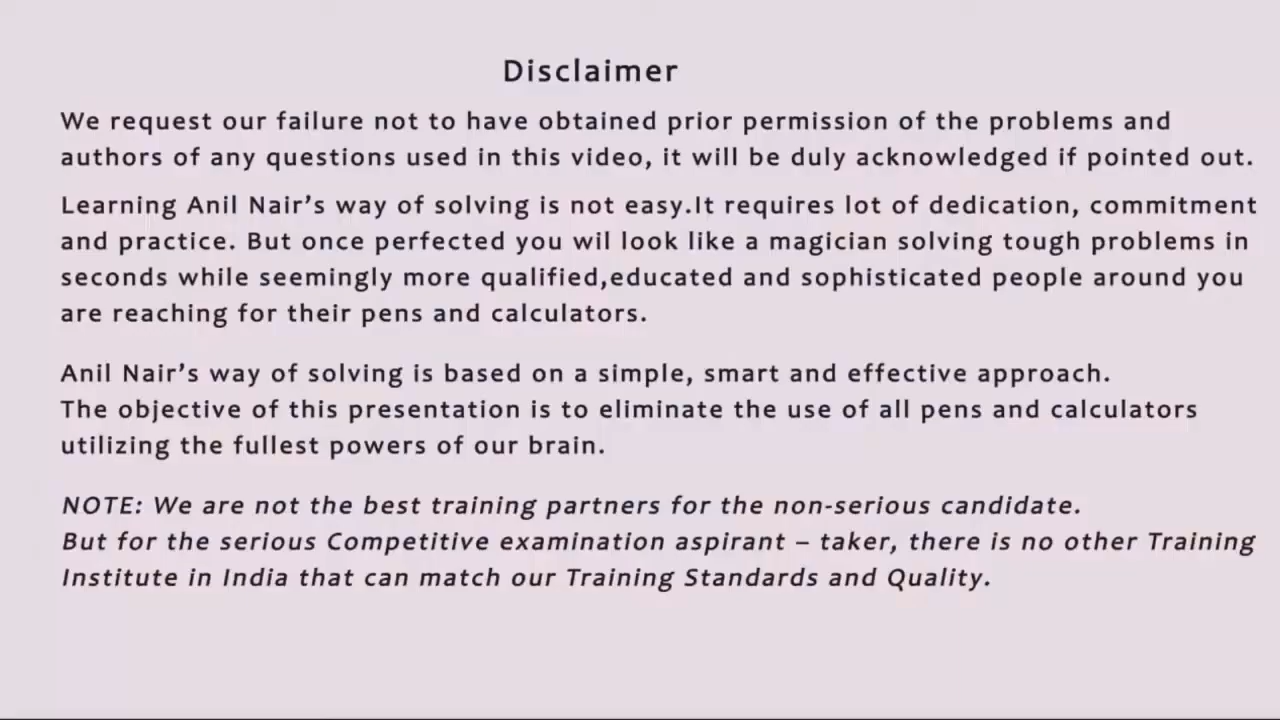 Disclaimer
We request our failure not to have obtained prior permission of the problems and
authors of any questions used in this video, it will be duly acknowledged if pointed out.
Learning Anil Nair’s way of solving is not easy.It requires lot of dedication, commitment
and practice. But once perfected you wil look like a magician solving tough problems in
seconds while seemingly more qualified,educated and sophisticated people around you
are reaching for their pens and calculators.
Anil Nair’s way of solving is based on a simple, smart and effective approach.
The objective of this presentation is to eliminate the use of all pens and calculators
utilizing the fullest powers of our brain.
NOTE: We are not the best training partners for the non-serious candidate.
But for the serious Competitive examination aspirant – taker, there is no other Training
Institute in India that can match our Training Standards and Quality.